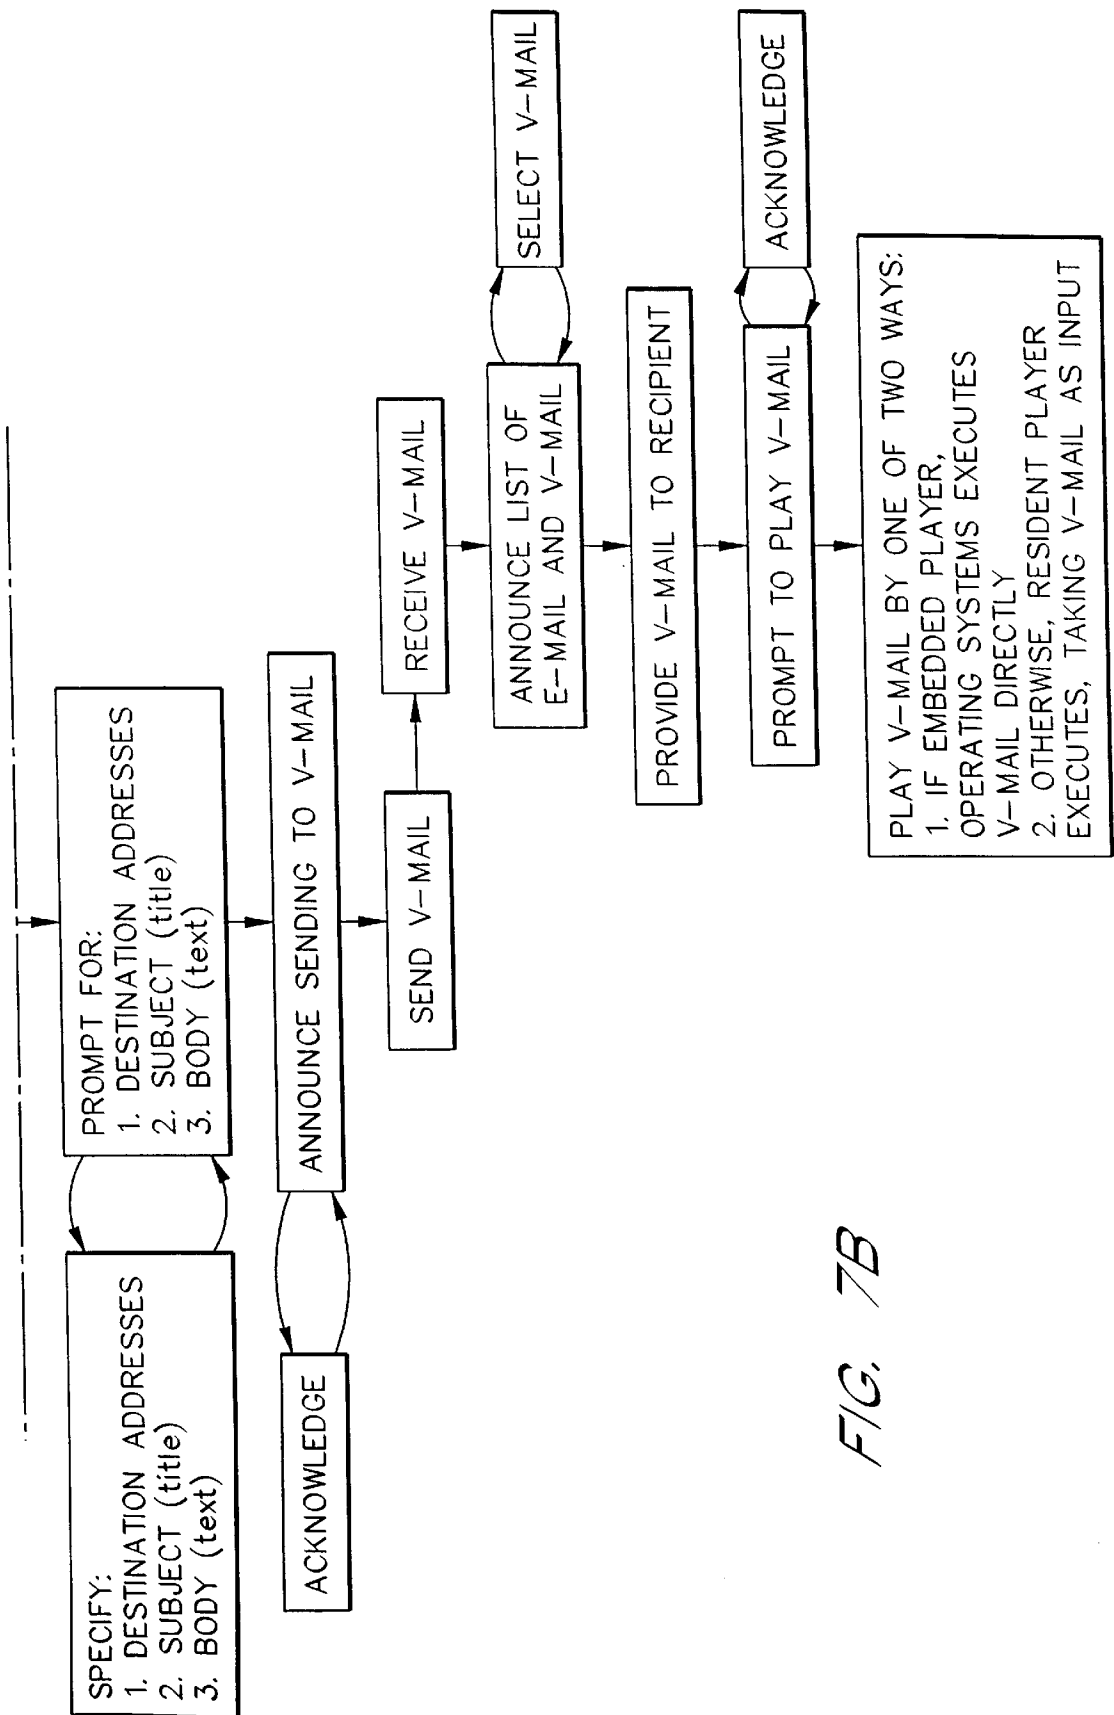 SPECIFY:
1. DESTINATION ADDRESSES
2. SUBJECT (title)
3. BODY (text)
PROMPT FOR:
1. DESTINATION ADDRESSES
2. SUBJECT (title)
3. BODY (text)
ACKNOWLEDGE
ANNOUNCE SENDING TO V-MAIL
SEND V-MAIL
RECEIVE V-MAIL
ANNOUNCE LIST OF
E-MAIL AND V-MAIL
SELECT V-MAIL
PROVIDE V-MAIL TO RECIPIENT
PROMPT TO PLAY V-MAIL
ACKNOWLEDGE
PLAY V-MAIL BY ONE OF TWO WAYS:
1. IF EMBEDDED PLAYER,
OPERATING SYSTEMS EXECUTES
V-MAIL DIRECTLY
2. OTHERWISE, RESIDENT PLAYER
EXECUTES, TAKING V-MAIL AS INPUT
FIG. 7B